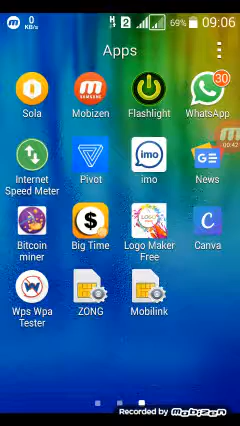 0
KB/s
2
69%
09:06
Apps
30
Sola
Mobizen
Flashlight
WhatsApp
00:42
Internet
Speed Meter
Pivot
imo
News
Bitcoin
miner
Big Time
Logo Maker
Free
Canva
Wps Wpa
Tester
ZONG
Mobilink
Recorded by Mobizen